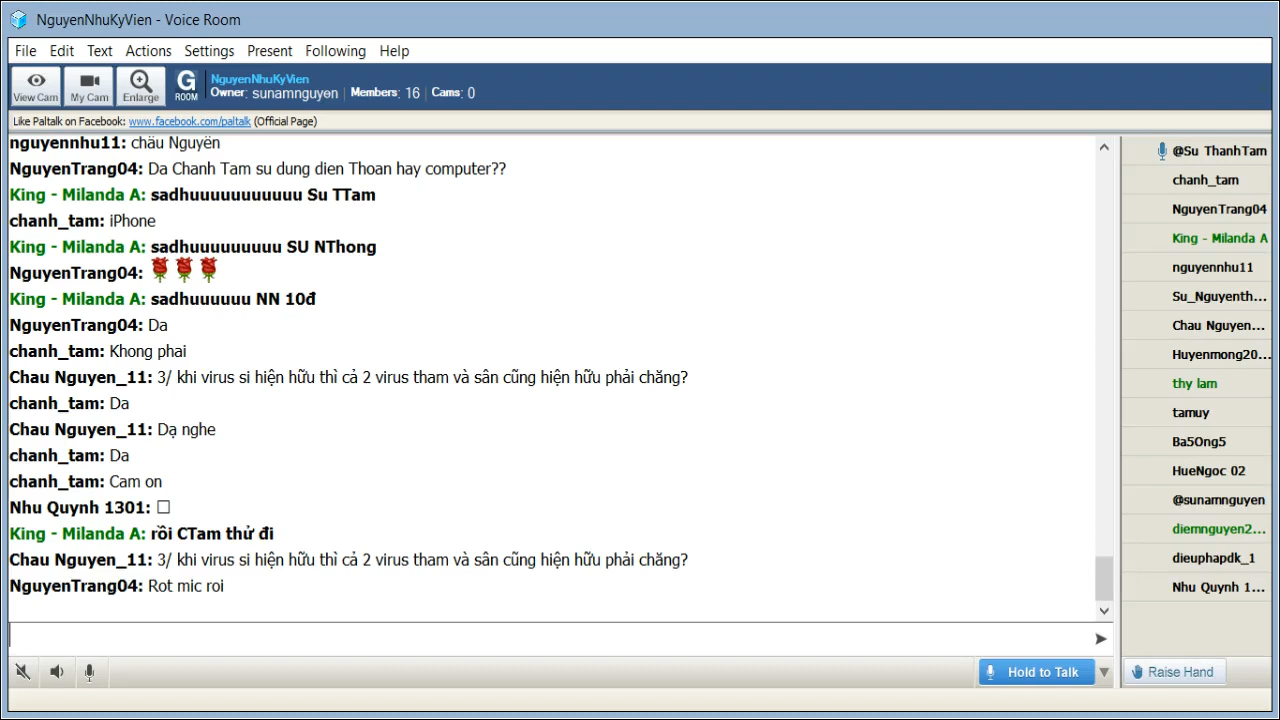 NguyenNhuKyVien - Voice Room
File Edit Text Actions Settings Present Following Help
View Cam My Cam Enlarge G ROOM
NguyenNhuKyVien
Owner: sunamnguyen | Members: 16 | Cams: 0
Like Paltalk on Facebook: www.facebook.com/paltalk (Official Page)
nguyennhu11: châu Nguyên
NguyenTrang04: Da Chanh Tam su dung dien Thoan hay computer??
King - Milanda A: sadhuuuuuuuuuuu Su TTam
chanh_tam: iPhone
King - Milanda A: sadhuuuuuuuuu SU NThong
NguyenTrang04:
King - Milanda A: sadhuuuuuu NN 10đ
NguyenTrang04: Da
chanh_tam: Khong phai
Chau Nguyen_11: 3/ khi virus si hiện hữu thì cả 2 virus tham và sân cũng hiện hữu phải chăng?
chanh_tam: Da
Chau Nguyen_11: Dạ nghe
chanh_tam: Da
chanh_tam: Cam on
Nhu Quynh 1301: □
King - Milanda A: rồi CTam thử đi
Chau Nguyen_11: 3/ khi virus si hiện hữu thì cả 2 virus tham và sân cũng hiện hữu phải chăng?
NguyenTrang04: Rot mic roi
@Su ThanhTam
chanh_tam
NguyenTrang04
King - Milanda A
nguyennhu11
Su_Nguyenth...
Chau Nguyen...
Huyenmong20...
thy lam
tamuy
Ba5Ong5
HueNgoc 02
@sunamnguyen
diemnguyen2...
dieuphapdk_1
Nhu Quynh 1...
Hold to Talk
Raise Hand